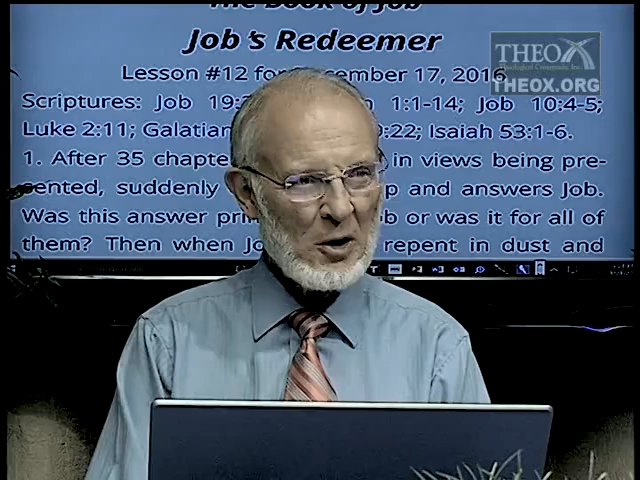 The Book of Job
Job's Redeemer
Lesson #12 for December 17, 2016
Scriptures: Job 19: 1:1-14; Job 10:4-5;
Luke 2:11; Galatian :22; Isaiah 53:1-6.
1. After 35 chapte in views being pre-
sented, suddenly p and answers Job.
Was this answer pri b or was it for all of
them? Then when Jo repent in dust and
THEOX
Theological Crossroads, Inc.
THEOX.ORG